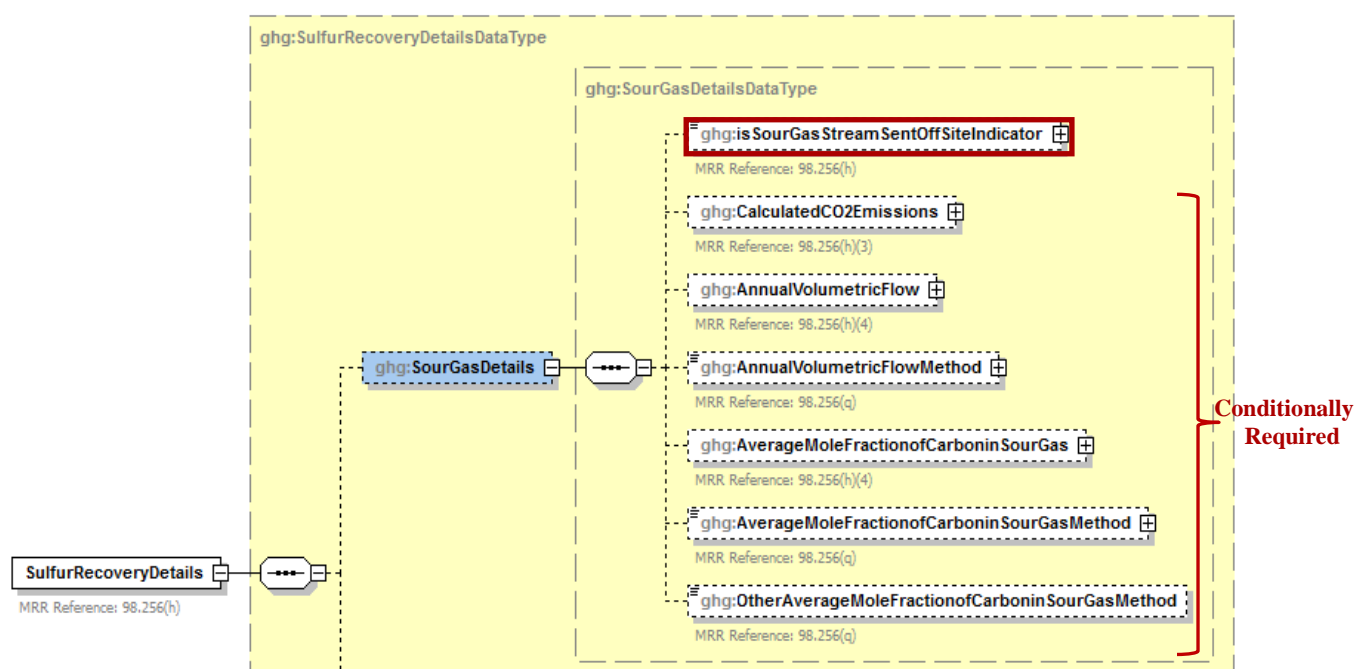 ghg:SulfurRecoveryDetailsDataType
ghg:SourGasDetailsDataType
ghg:isSourGasStreamSentOffSiteIndicator
MRR Reference: 98.256(h)
ghg:CalculatedCO2Emissions
MRR Reference: 98.256(h)(3)
ghg:AnnualVolumetricFlow
MRR Reference: 98.256(h)(4)
ghg:SourGasDetails
ghg:AnnualVolumetricFlowMethod
MRR Reference: 98.256(q)
Conditionally
Required
ghg:AverageMoleFractionofCarboninSourGas
MRR Reference: 98.256(h)(4)
ghg:AverageMoleFractionofCarboninSourGasMethod
MRR Reference: 98.256(q)
SulfurRecoveryDetails
MRR Reference: 98.256(h)
ghg:OtherAverageMoleFractionofCarboninSourGasMethod
MRR Reference: 98.256(q)